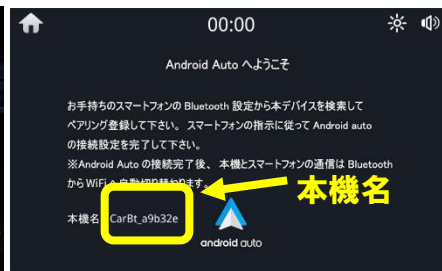 00:00
Android Auto へようこそ
お手持ちのスマートフォンの Bluetooth 設定から本デバイスを検索して
ペアリング登録して下さい。 スマートフォンの指示に従って Android auto
の接続設定を完了して下さい。
※Android Auto の接続完了後、 本機とスマートフォンの通信は Bluetooth
から WiFi へ自動切り替わります。
本機名
本機名 CarBt_a9b32e
android auto